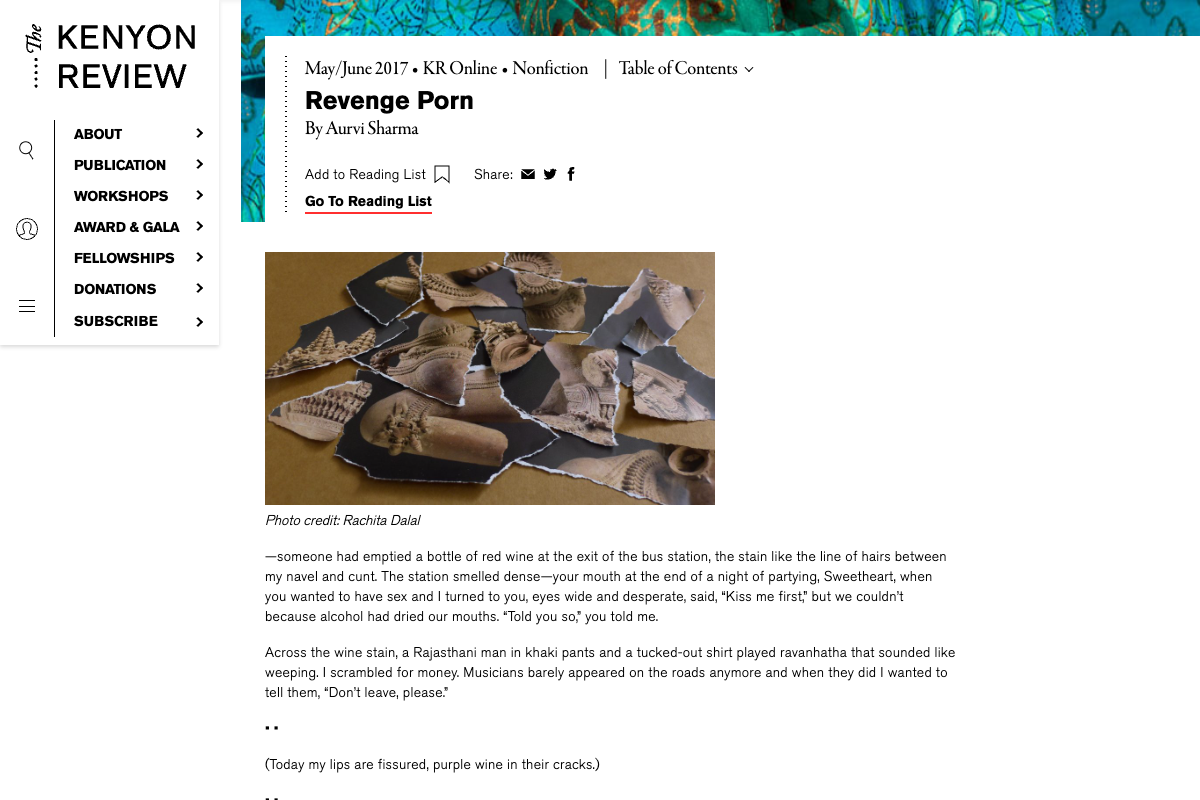 The
KENYON
REVIEW
ABOUT
PUBLICATION
WORKSHOPS
AWARD & GALA
FELLOWSHIPS
DONATIONS
SUBSCRIBE
May/June 2017 • KR Online • Nonfiction | Table of Contents
Revenge Porn
By Aurvi Sharma
Add to Reading List Share:
Go To Reading List
Photo credit: Rachita Dalal
—someone had emptied a bottle of red wine at the exit of the bus station, the stain like the line of hairs between
my navel and cunt. The station smelled dense—your mouth at the end of a night of partying, Sweetheart, when
you wanted to have sex and I turned to you, eyes wide and desperate, said, “Kiss me first,” but we couldn’t
because alcohol had dried our mouths. “Told you so,” you told me.
Across the wine stain, a Rajasthani man in khaki pants and a tucked-out shirt played ravanhatha that sounded like
weeping. I scrambled for money. Musicians barely appeared on the roads anymore and when they did I wanted to
tell them, “Don’t leave, please.”
▪ ▪
(Today my lips are fissured, purple wine in their cracks.)
▪ ▪